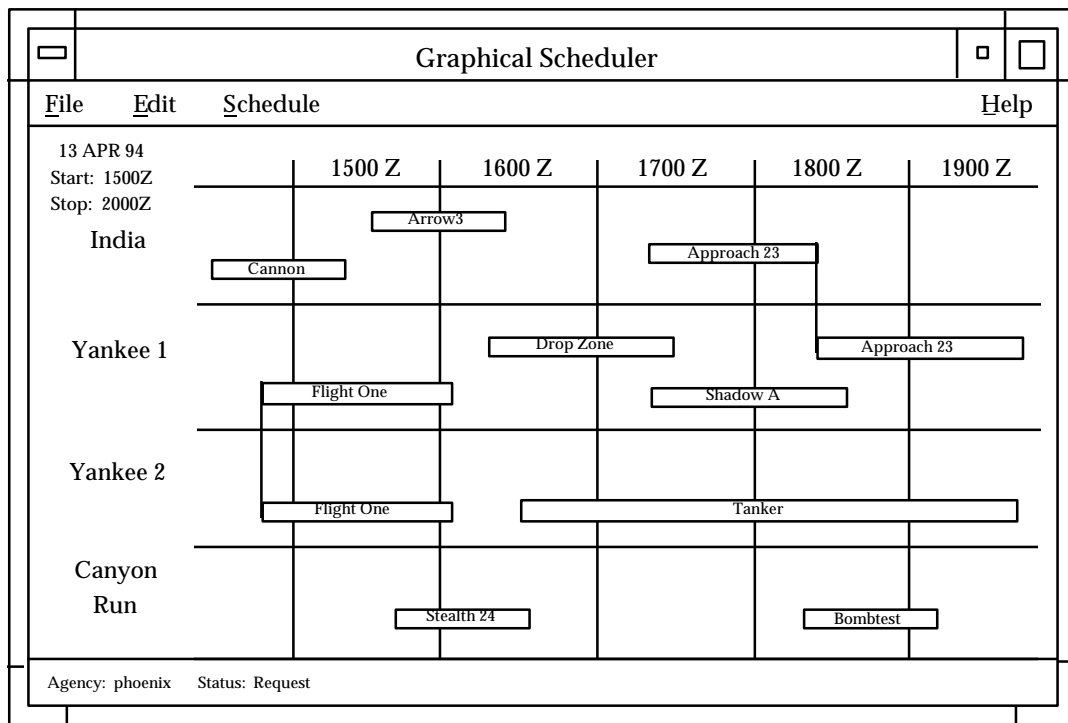 Graphical Scheduler
File Edit Schedule Help
13 APR 94
Start: 1500Z
Stop: 2000Z
1500 Z 1600 Z 1700 Z 1800 Z 1900 Z
India
Arrow3
Approach 23
Cannon
Yankee 1
Drop Zone
Approach 23
Flight One
Shadow A
Yankee 2
Flight One
Tanker
Canyon
Run
Stealth 24
Bombtest
Agency: phoenix Status: Request